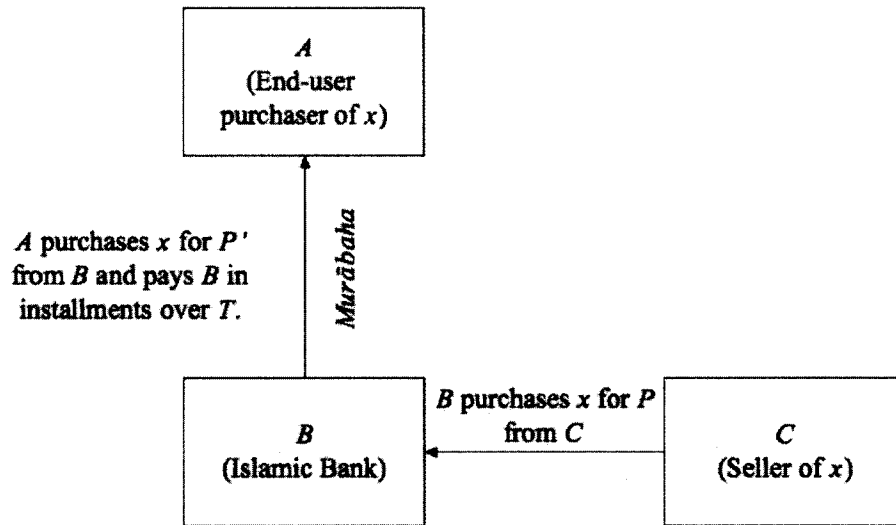 A
(End-user
purchaser of x)
A purchases x for P'
from B and pays B in
installments over T.
Murābaha
B purchases x for P
from C
B
(Islamic Bank)
C
(Seller of x)